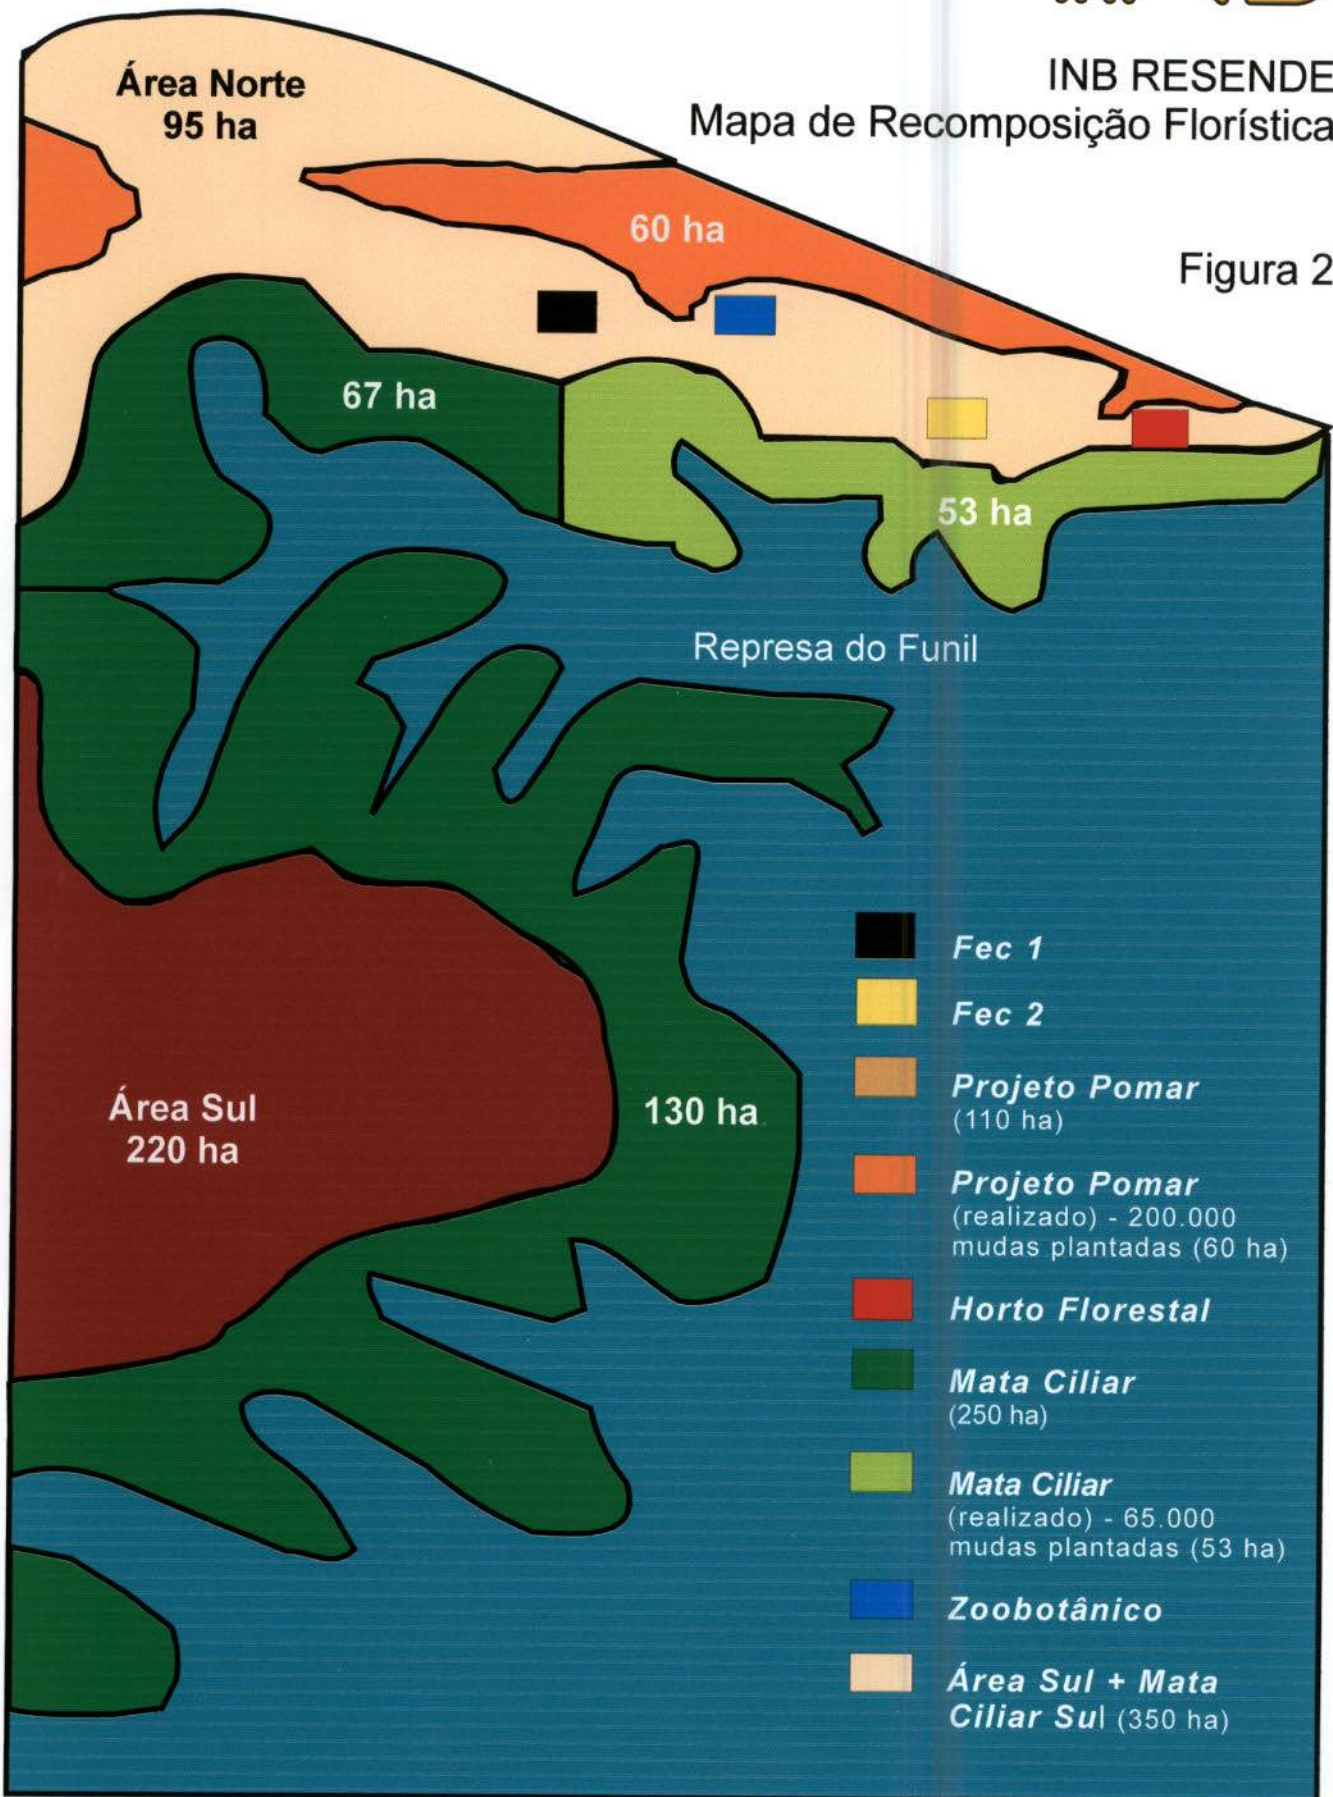 INB RESENDE
Mapa de Recomposição Florística
Figura 2
Área Norte
95 ha
60 ha
67 ha
53 ha
Represa do Funil
Área Sul
220 ha
130 ha
Fec 1
Fec 2
Projeto Pomar
(110 ha)
Projeto Pomar
(realizado) - 200.000
mudas plantadas (60 ha)
Horto Florestal
Mata Ciliar
(250 ha)
Mata Ciliar
(realizado) - 65.000
mudas plantadas (53 ha)
Zoobotânico
Área Sul + Mata
Ciliar Sul (350 ha)